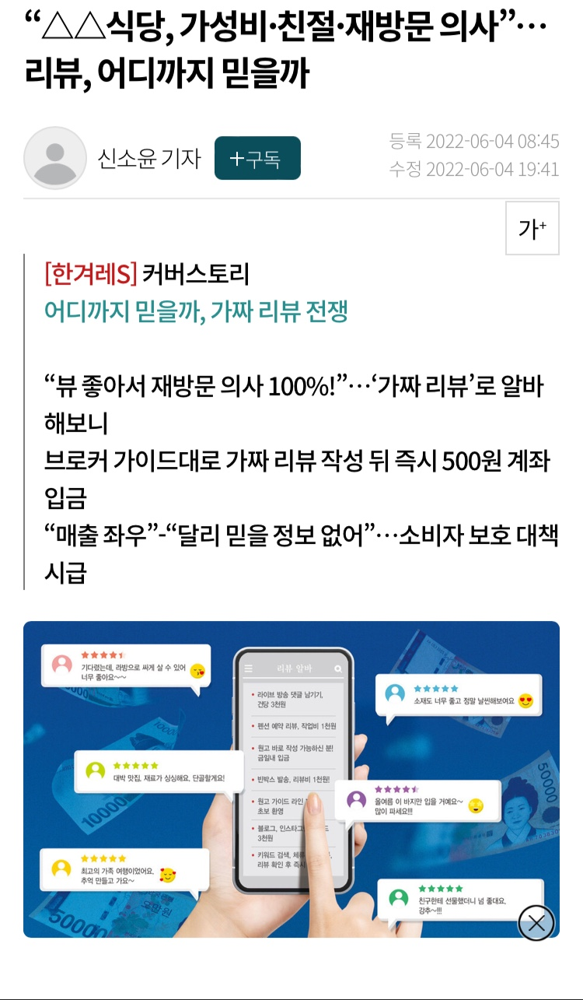 “△△식당, 가성비·친절·재방문 의사”…
리뷰, 어디까지 믿을까
신소윤 기자
+구독
등록 2022-06-04 08:45
수정 2022-06-04 19:41
가+
[한겨레S] 커버스토리
어디까지 믿을까, 가짜 리뷰 전쟁
“뷰 좋아서 재방문 의사 100%!”…‘가짜 리뷰’로 알바
해보니
브로커 가이드대로 가짜 리뷰 작성 뒤 즉시 500원 계좌
입금
“매출 좌우”-“달리 믿을 정보 없어”…소비자 보호 대책
시급
기다렸는데, 라방으로 싸게 살 수 있어
너무 좋아요~~
리뷰 알바
라이브 방송 댓글 남기기,
건당 3천원
펜션 예약 리뷰, 작업비 1천원
원고 바로 작성 가능하신 분!
금일내 입금
빈박스 발송, 리뷰비 1천원!
원고 가이드 라인
초보 환영
블로그, 인스타그
3천원
키워드 검색, 체류
리뷰 확인 후 즉시
소재도 너무 좋고 정말 날씬해보여요
대박 맛집, 재료가 싱싱해요. 단골할게요!
올여름 이 바지만 입을 거예요~
많이 파세요!!!
최고의 가족 여행이었어요,
추억 만들고 가요~
친구한테 선물했더니 넘 좋대요.
강추~!!!
10000
50000
50000
오만원